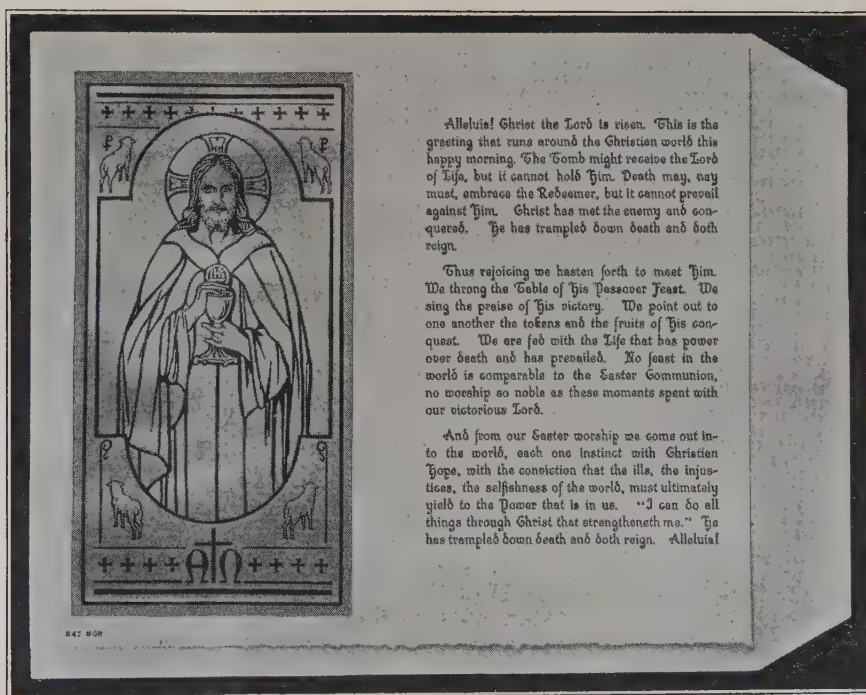 Alleluia! Christ the Lord is risen. This is the
greeting that runs around the Christian world this
happy morning. The Tomb might receive the Lord
of Life, but it cannot hold Him. Death may, nay
must, embrace the Redeemer, but it cannot prevail
against Him. Christ has met the enemy and con-
quered. He has trampled down death and doth
reign.
Thus rejoicing we hasten forth to meet Him.
We throng the Table of His Passover Feast. We
sing the praise of His victory. We point out to
one another the tokens and the fruits of His con-
quest. We are fed with the Life that has power
over death and has prevailed. No feast in the
world is comparable to the Easter Communion,
no worship so noble as these moments spent with
our victorious Lord.
And from our Easter worship we come out in-
to the world, each one instinct with Christian
Hope, with the conviction that the ills, the injus-
tices, the selfishness of the world, must ultimately
yield to the Power that is in us. "I can do all
things through Christ that strengtheneth me." He
has trampled down death and doth reign. Alleluia!
Α Ω